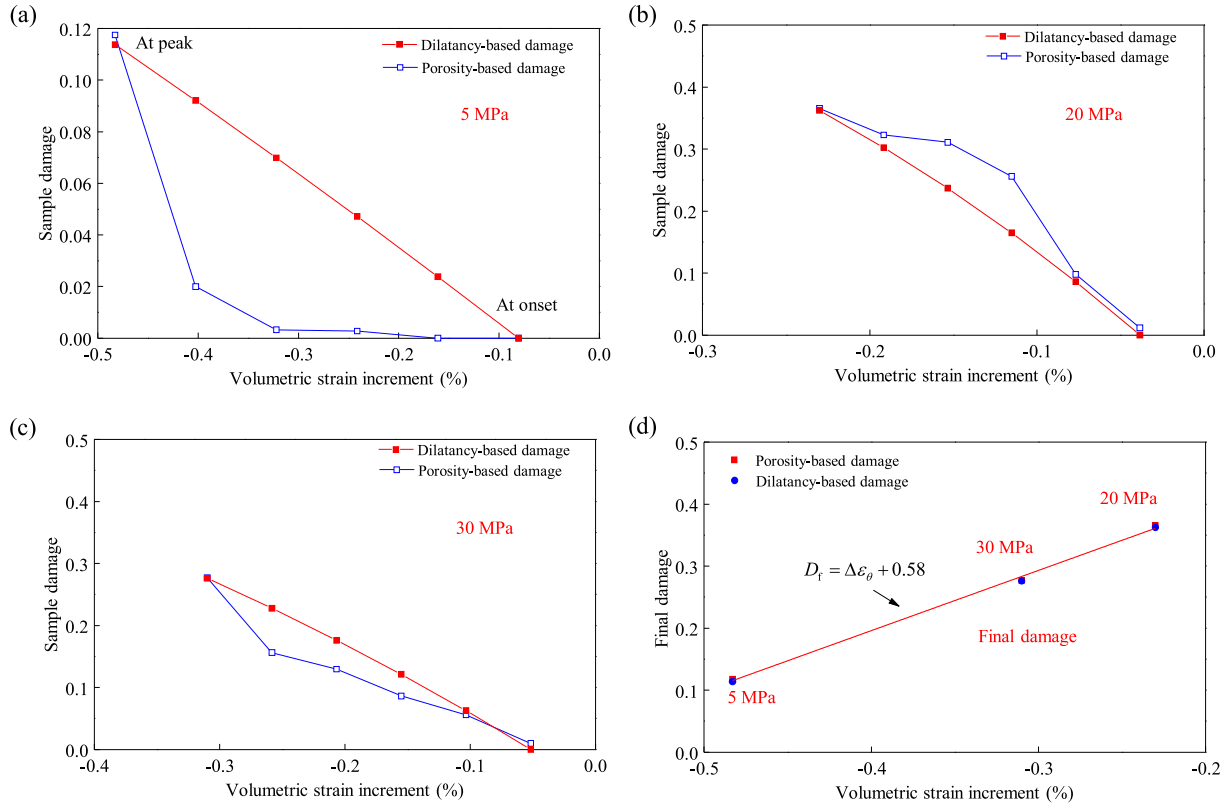 (a)
At peak
Dilatancy-based damage
Porosity-based damage
5 MPa
At onset
Sample damage
0.12
0.10
0.08
0.06
0.04
0.02
0.00
-0.5 -0.4 -0.3 -0.2 -0.1 0.0
Volumetric strain increment (%)
(b)
Dilatancy-based damage
Porosity-based damage
20 MPa
Sample damage
0.5
0.4
0.3
0.2
0.1
0.0
-0.3 -0.2 -0.1 0.0
Volumetric strain increment (%)
(c)
Dilatancy-based damage
Porosity-based damage
30 MPa
Sample damage
0.5
0.4
0.3
0.2
0.1
0.0
-0.4 -0.3 -0.2 -0.1 0.0
Volumetric strain increment (%)
(d)
Porosity-based damage
Dilatancy-based damage
20 MPa
30 MPa
D_f = Δε_θ + 0.58
Final damage
5 MPa
Final damage
0.5
0.4
0.3
0.2
0.1
0.0
-0.5 -0.4 -0.3 -0.2
Volumetric strain increment (%)